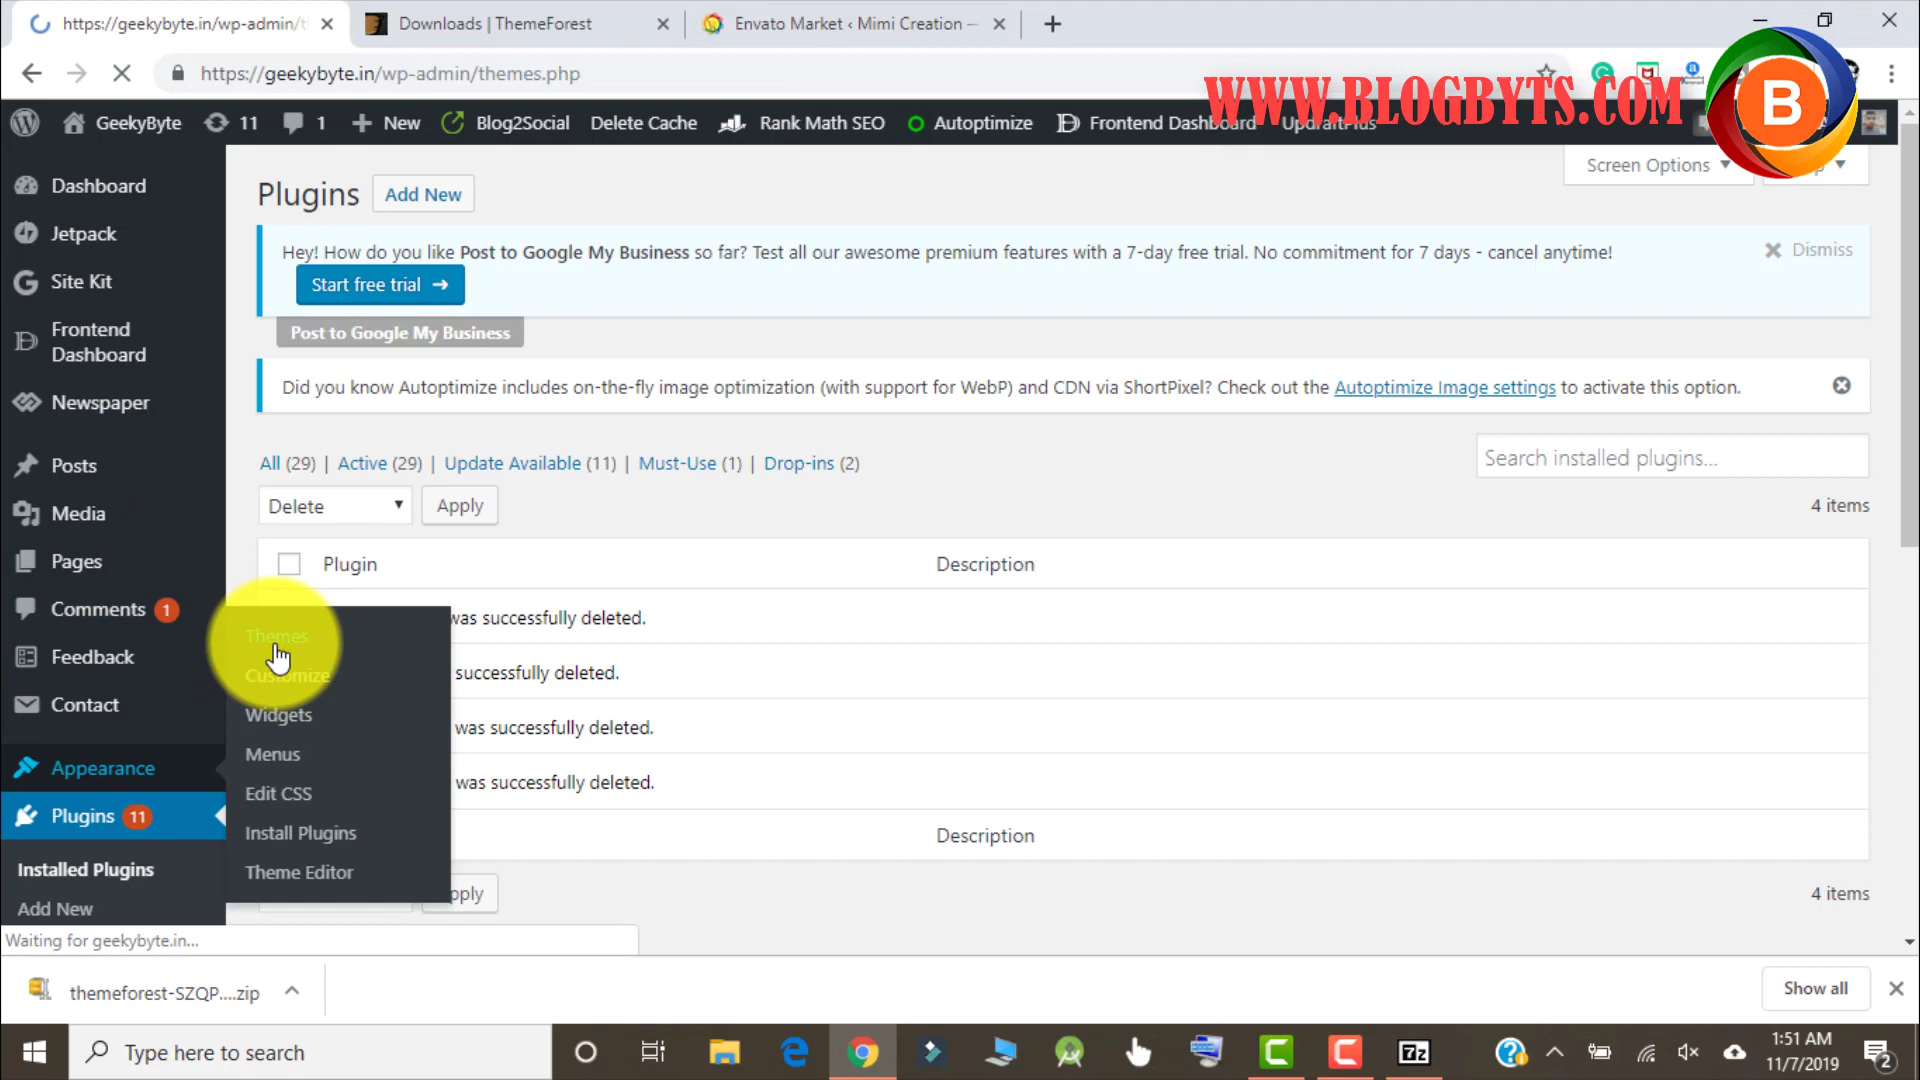 https://geekybyte.in/wp-admin/t
Downloads | ThemeForest
Envato Market ‹ Mimi Creation —
https://geekybyte.in/wp-admin/themes.php
WWW.BLOGBYTS.COM
B
GeekyByte
11
1
New
Blog2Social
Delete Cache
Rank Math SEO
Autoptimize
Frontend Dashboard
UpdraftPlus
Screen Options
Dashboard
Jetpack
Site Kit
Frontend
Dashboard
Newspaper
Posts
Media
Pages
Comments 1
Feedback
Contact
Appearance
Plugins 11
Installed Plugins
Add New
Plugins
Add New
Hey! How do you like Post to Google My Business so far? Test all our awesome premium features with a 7-day free trial. No commitment for 7 days - cancel anytime!
Dismiss
Start free trial →
Post to Google My Business
Did you know Autoptimize includes on-the-fly image optimization (with support for WebP) and CDN via ShortPixel? Check out the Autoptimize Image settings to activate this option.
All (29) | Active (29) | Update Available (11) | Must-Use (1) | Drop-ins (2)
Search installed plugins...
Delete
Apply
4 items
Plugin
Description
was successfully deleted.
successfully deleted.
was successfully deleted.
was successfully deleted.
Description
Themes
Customize
Widgets
Menus
Edit CSS
Install Plugins
Theme Editor
pply
4 items
Waiting for geekybyte.in...
themeforest-SZQP....zip
Show all
Type here to search
1:51 AM
11/7/2019
2